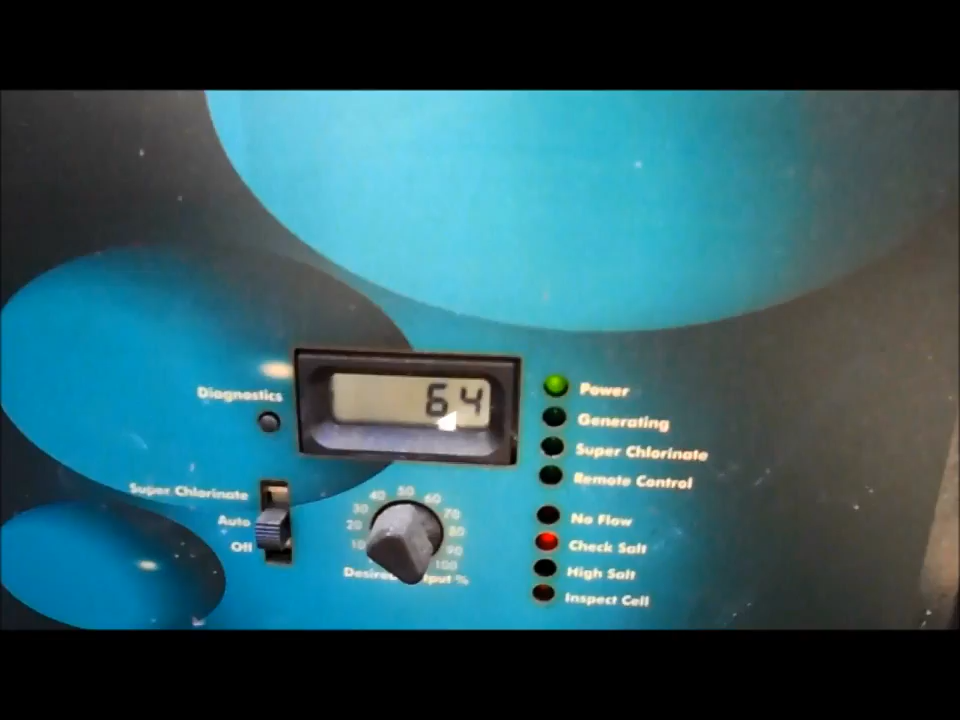 64
Diagnostics
Super Chlorinate
Auto
Off
10
20
30
40
50
60
70
80
90
100
Desired
%
Power
Generating
Super Chlorinate
Remote Control
No Flow
Check Salt
High Salt
Inspect Cell